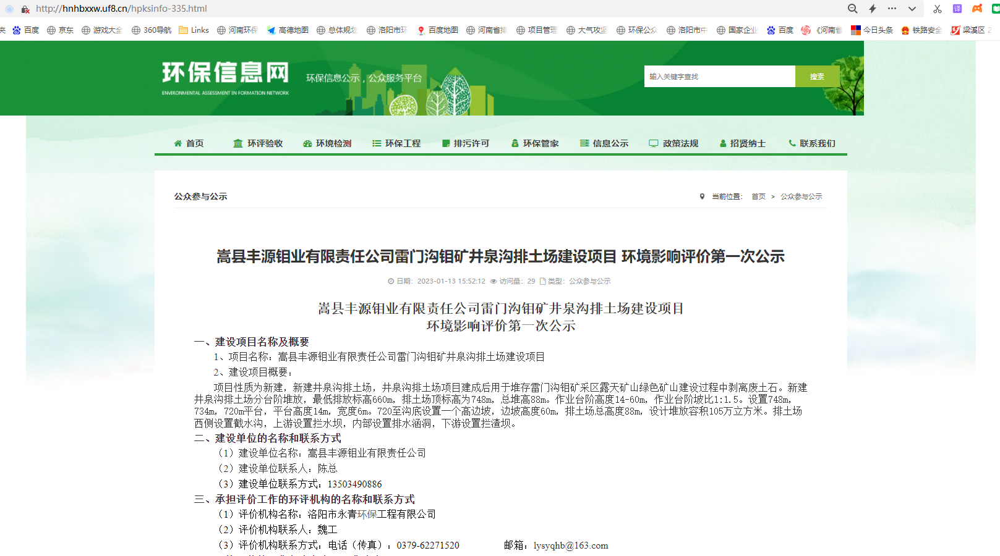 http://hnhbxxw.uf8.cn/hpksinfo-335.html
译
夹 百度 京东 游戏大全 360导航 Links 河南环保 高德地图 总体规划 洛阳市环 百度地图 河南省排 项目管理 大气攻坚 环保公众 洛阳市中 国家企业 百度 《河南省 今日头条 铁路安全 梁溪区 2
环保信息网
ENVIRONMENTAL ASSESSMENT IN FORMATION NETWORK
环保信息公示，公众服务平台
输入关键字查找 搜索
首页 环评验收 环境检测 环保工程 排污许可 环保管家 信息公示 政策法规 招贤纳士 联系我们
公众参与公示 当前位置： 首页 > 公众参与公示
嵩县丰源钼业有限责任公司雷门沟钼矿井泉沟排土场建设项目 环境影响评价第一次公示
日期：2023-01-13 15:52:12 访问量：29 类型：公众参与公示
嵩县丰源钼业有限责任公司雷门沟钼矿井泉沟排土场建设项目
环境影响评价第一次公示
一、建设项目名称及概要
1、项目名称：嵩县丰源钼业有限责任公司雷门沟钼矿井泉沟排土场建设项目
2、建设项目概要：
项目性质为新建，新建井泉沟排土场，井泉沟排土场项目建成后用于堆存雷门沟钼矿采区露天矿山绿色矿山建设过程中剥离废土石。新建
井泉沟排土场分台阶堆放，最低排放标高660m，排土场顶标高为748m，总堆高88m。作业台阶高度14-60m，作业台阶坡比1:1.5。设置748m，
734m，720m平台，平台高度14m，宽度6m。720至沟底设置一个高边坡，边坡高度60m，排土场总高度88m，设计堆放容积105万立方米。排土场
西侧设置截水沟，上游设置拦水坝，内部设置排水涵洞，下游设置拦渣坝。
二、建设单位的名称和联系方式
（1）建设单位名称：嵩县丰源钼业有限责任公司
（2）建设单位联系人：陈总
（3）建设单位联系方式：13503490886
三、承担评价工作的环评机构的名称和联系方式
（1）评价机构名称：洛阳市永青环保工程有限公司
（2）评价机构联系人：魏工
（3）评价机构联系方式：电话（传真）：0379-62271520 邮箱：lysyqhb@163.com